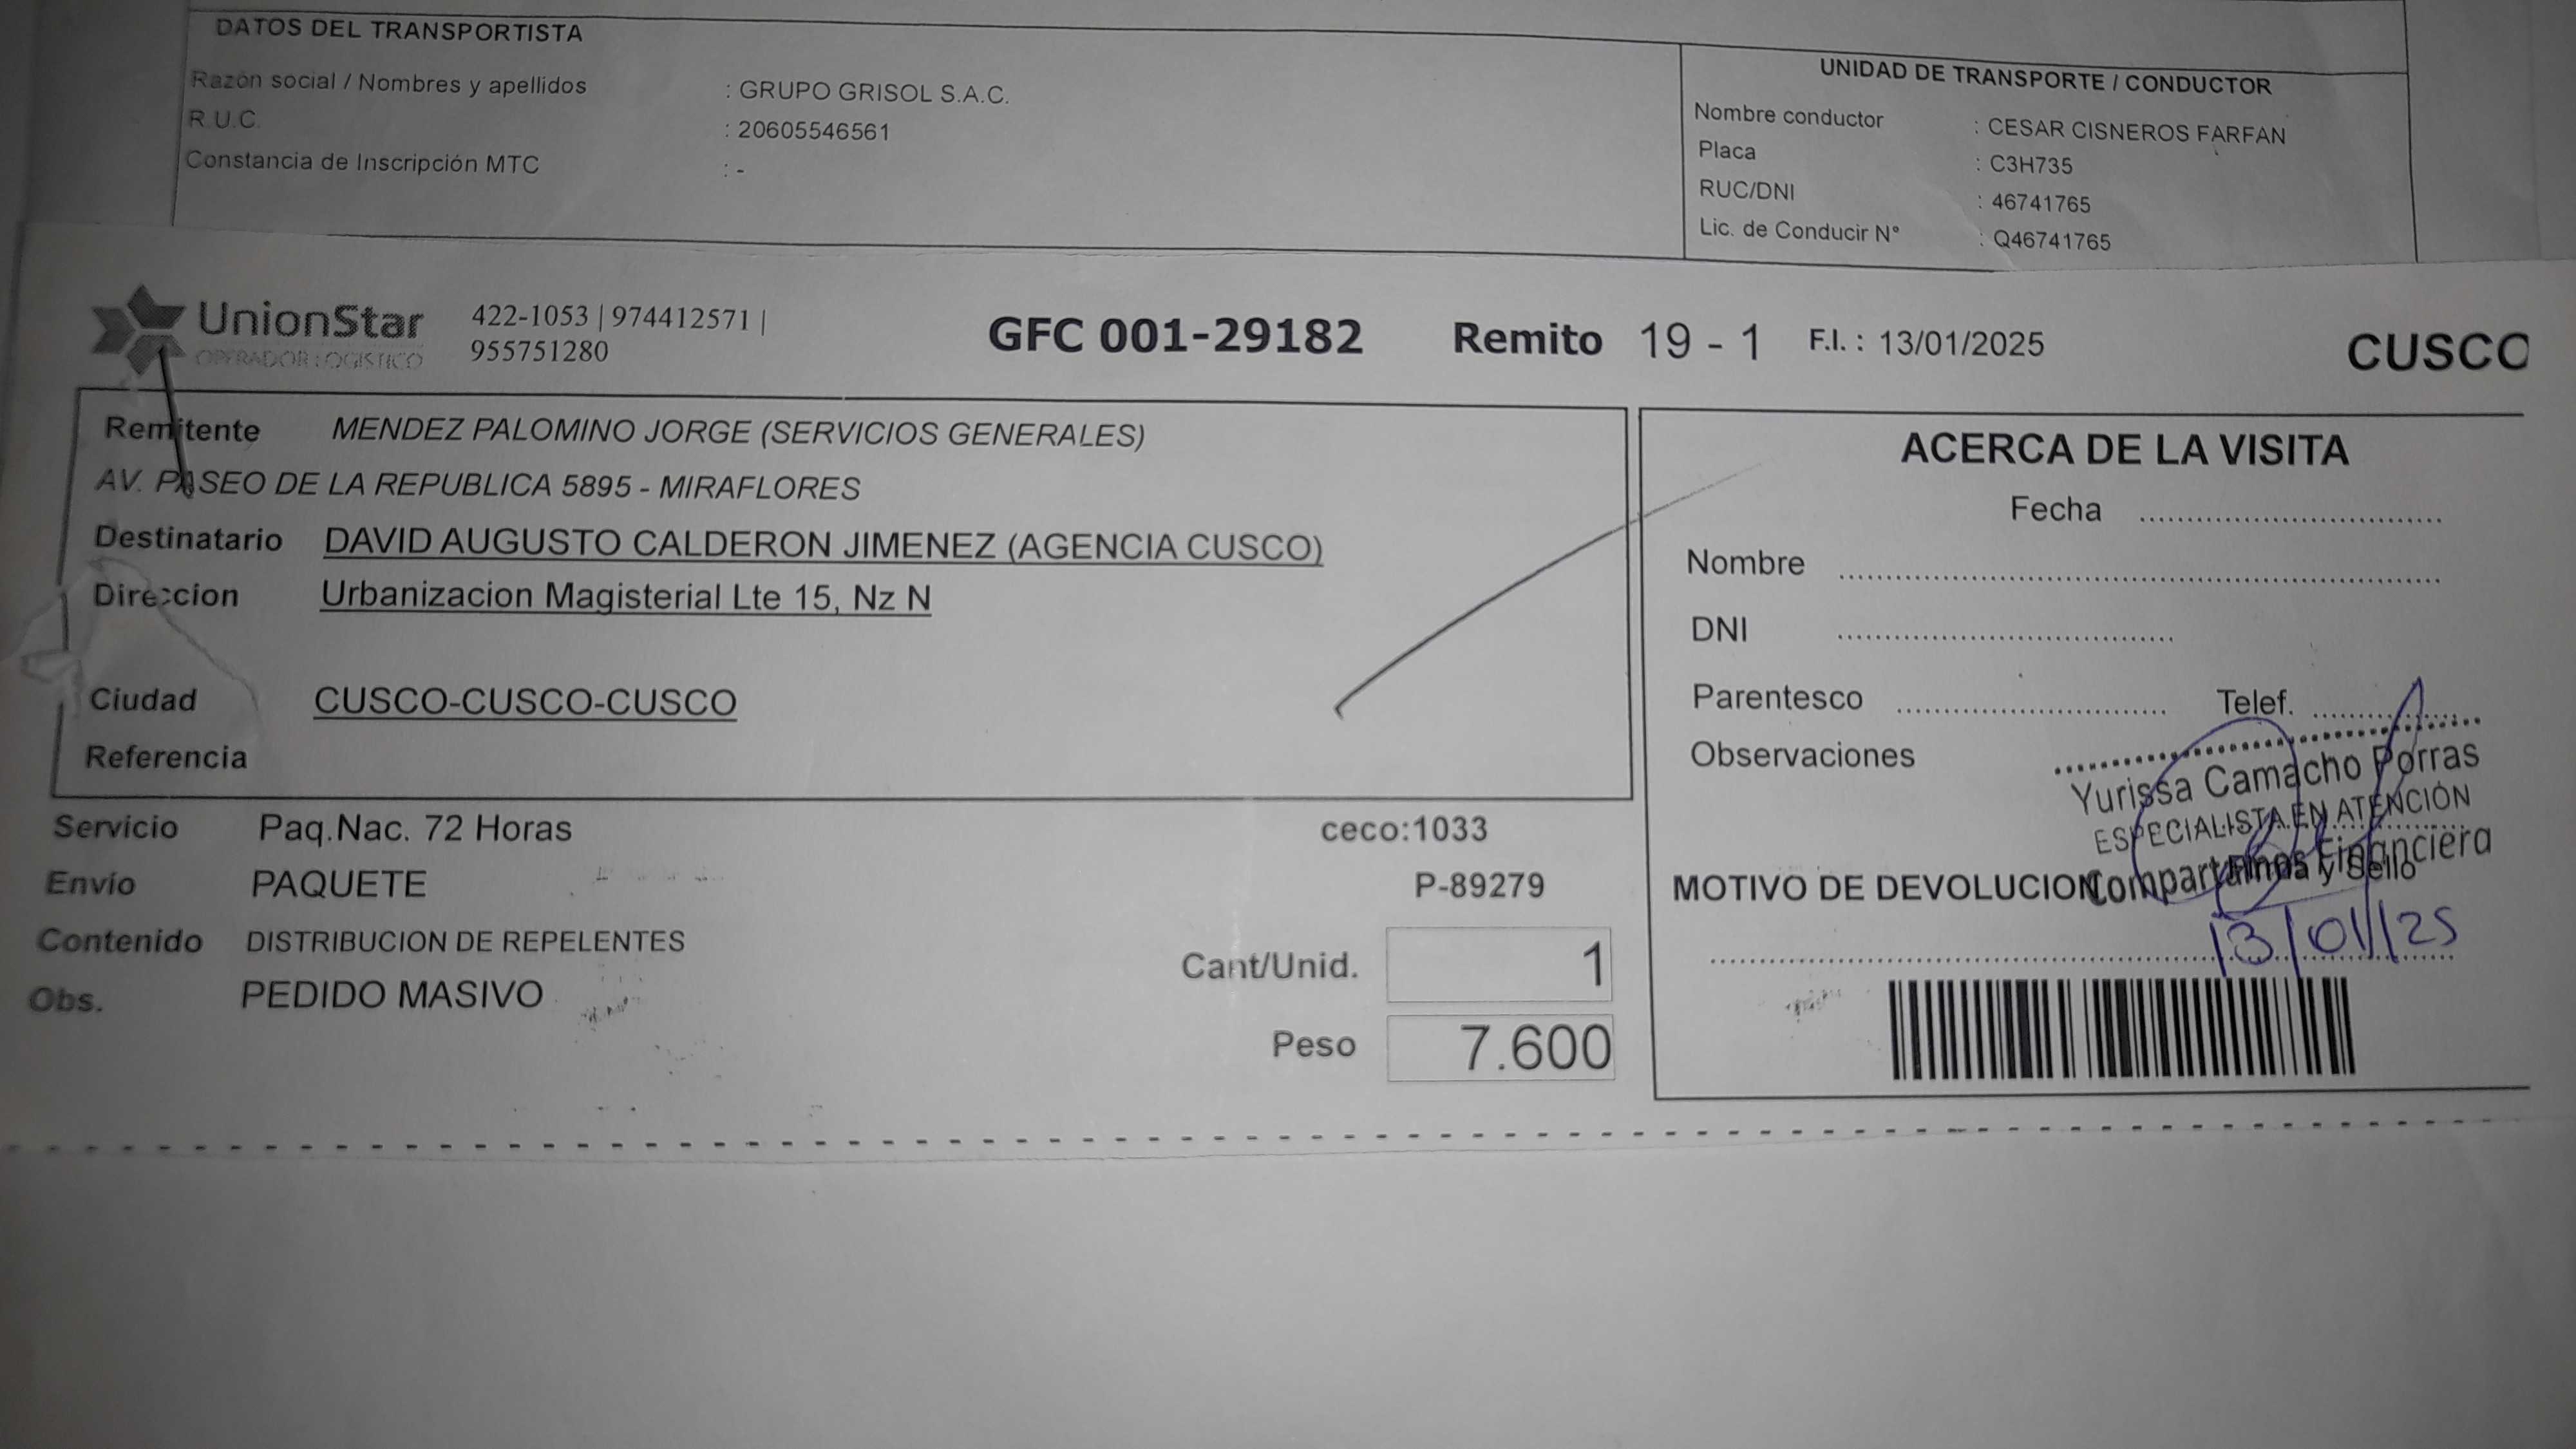 DATOS DEL TRANSPORTISTA
Razón social / Nombres y apellidos : GRUPO GRISOL S.A.C.
R.U.C. : 20605546561
Constancia de Inscripción MTC : -
UNIDAD DE TRANSPORTE / CONDUCTOR
Nombre conductor : CESAR CISNEROS FARFAN
Placa : C3H735
RUC/DNI : 46741765
Lic. de Conducir N° : Q46741765
UnionStar
OPERADOR LOGISTICO
422-1053 | 974412571 |
955751280
GFC 001-29182 Remito 19 - 1 F.I. : 13/01/2025 CUSCO
Remitente MENDEZ PALOMINO JORGE (SERVICIOS GENERALES)
AV. PASEO DE LA REPUBLICA 5895 - MIRAFLORES
Destinatario DAVID AUGUSTO CALDERON JIMENEZ (AGENCIA CUSCO)
Direccion Urbanizacion Magisterial Lte 15, Nz N
Ciudad CUSCO-CUSCO-CUSCO
Referencia
Servicio Paq.Nac. 72 Horas ceco:1033
Envío PAQUETE P-89279
Contenido DISTRIBUCION DE REPELENTES
Obs. PEDIDO MASIVO
Cant/Unid. 1
Peso 7.600
ACERCA DE LA VISITA
Fecha
Nombre
DNI
Parentesco Telef.
Observaciones
Yurissa Camacho Porras
ESPECIALISTA EN ATENCIÓN
Compartamos Financiera
Firma y Sello
MOTIVO DE DEVOLUCION
13/01/25